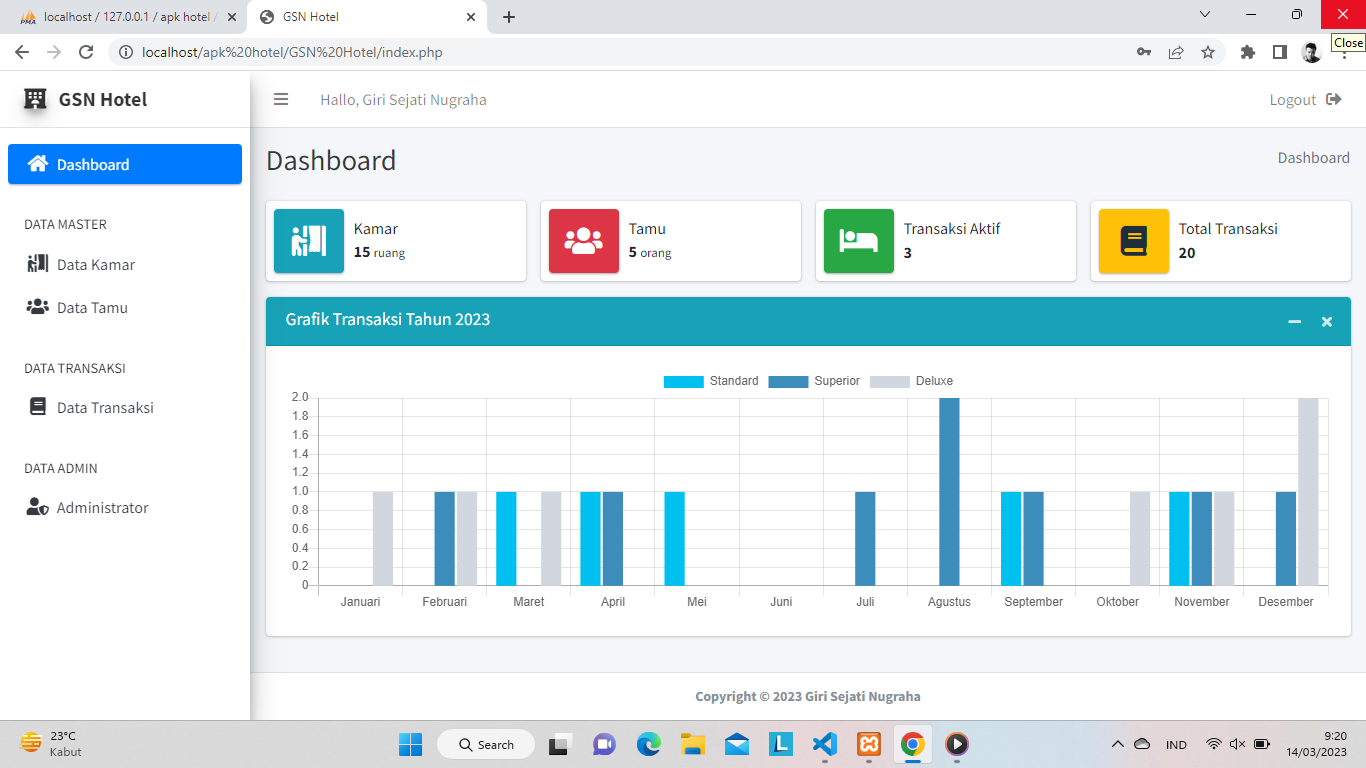 localhost / 127.0.0.1 / apk hotel /
GSN Hotel
localhost/apk%20hotel/GSN%20Hotel/index.php
Close
GSN Hotel
Hallo, Giri Sejati Nugraha
Logout
Dashboard
DATA MASTER
Data Kamar
Data Tamu
DATA TRANSAKSI
Data Transaksi
DATA ADMIN
Administrator
Dashboard
Dashboard
Kamar
15 ruang
Tamu
5 orang
Transaksi Aktif
3
Total Transaksi
20
Grafik Transaksi Tahun 2023
Standard Superior Deluxe
2.0
1.8
1.6
1.4
1.2
1.0
0.8
0.6
0.4
0.2
0
Januari Februari Maret April Mei Juni Juli Agustus September Oktober November Desember
Copyright © 2023 Giri Sejati Nugraha
23°C
Kabut
Search
IND
9:20
14/03/2023